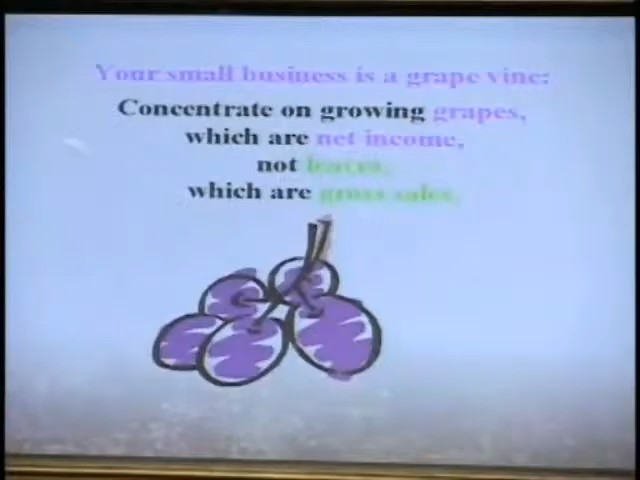 Your small business is a grape vine:
Concentrate on growing grapes,
which are net income,
not leaves,
which are gross sales.